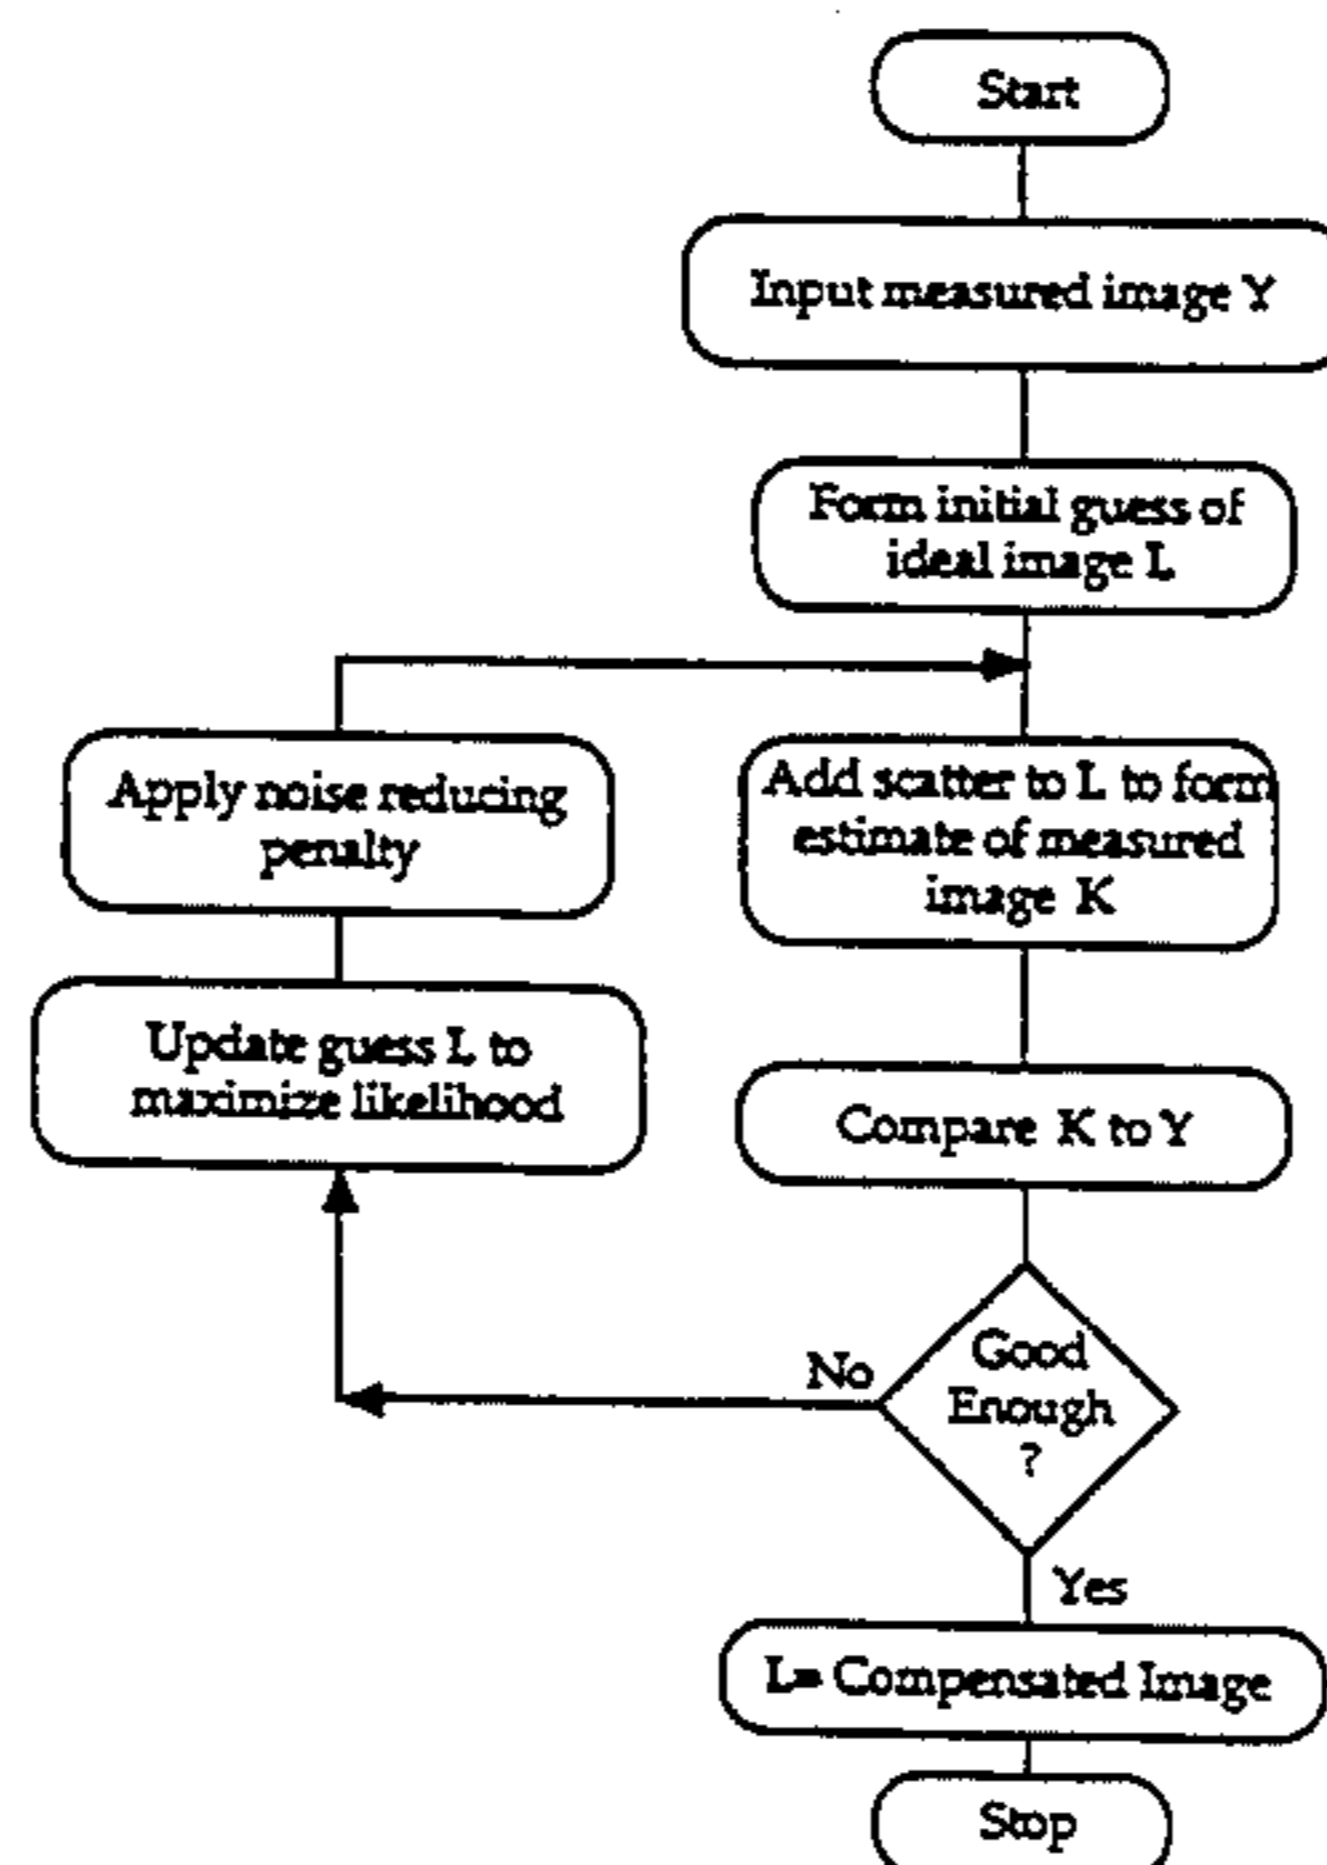 Start
Input measured image Y
Form initial guess of
ideal image L
Add scatter to L to form
estimate of measured
image K
Compare K to Y
Good
Enough
?
No
Update guess L to
maximize likelihood
Apply noise reducing
penalty
Yes
L= Compensated Image
Stop